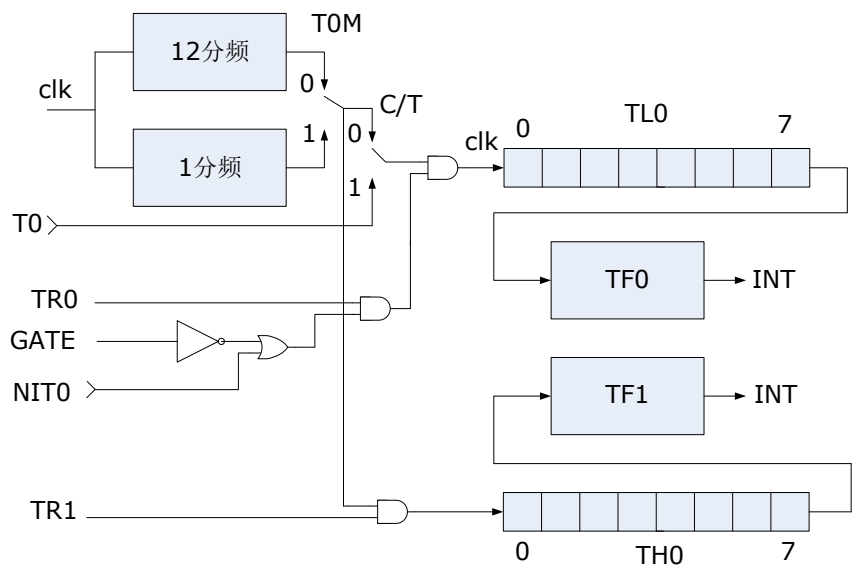 T0M
12分频
0
clk
C/T
1
0
1分频
1
T0
clk
0
TL0
7
TF0
INT
TR0
GATE
NIT0
TF1
INT
TR1
0
TH0
7